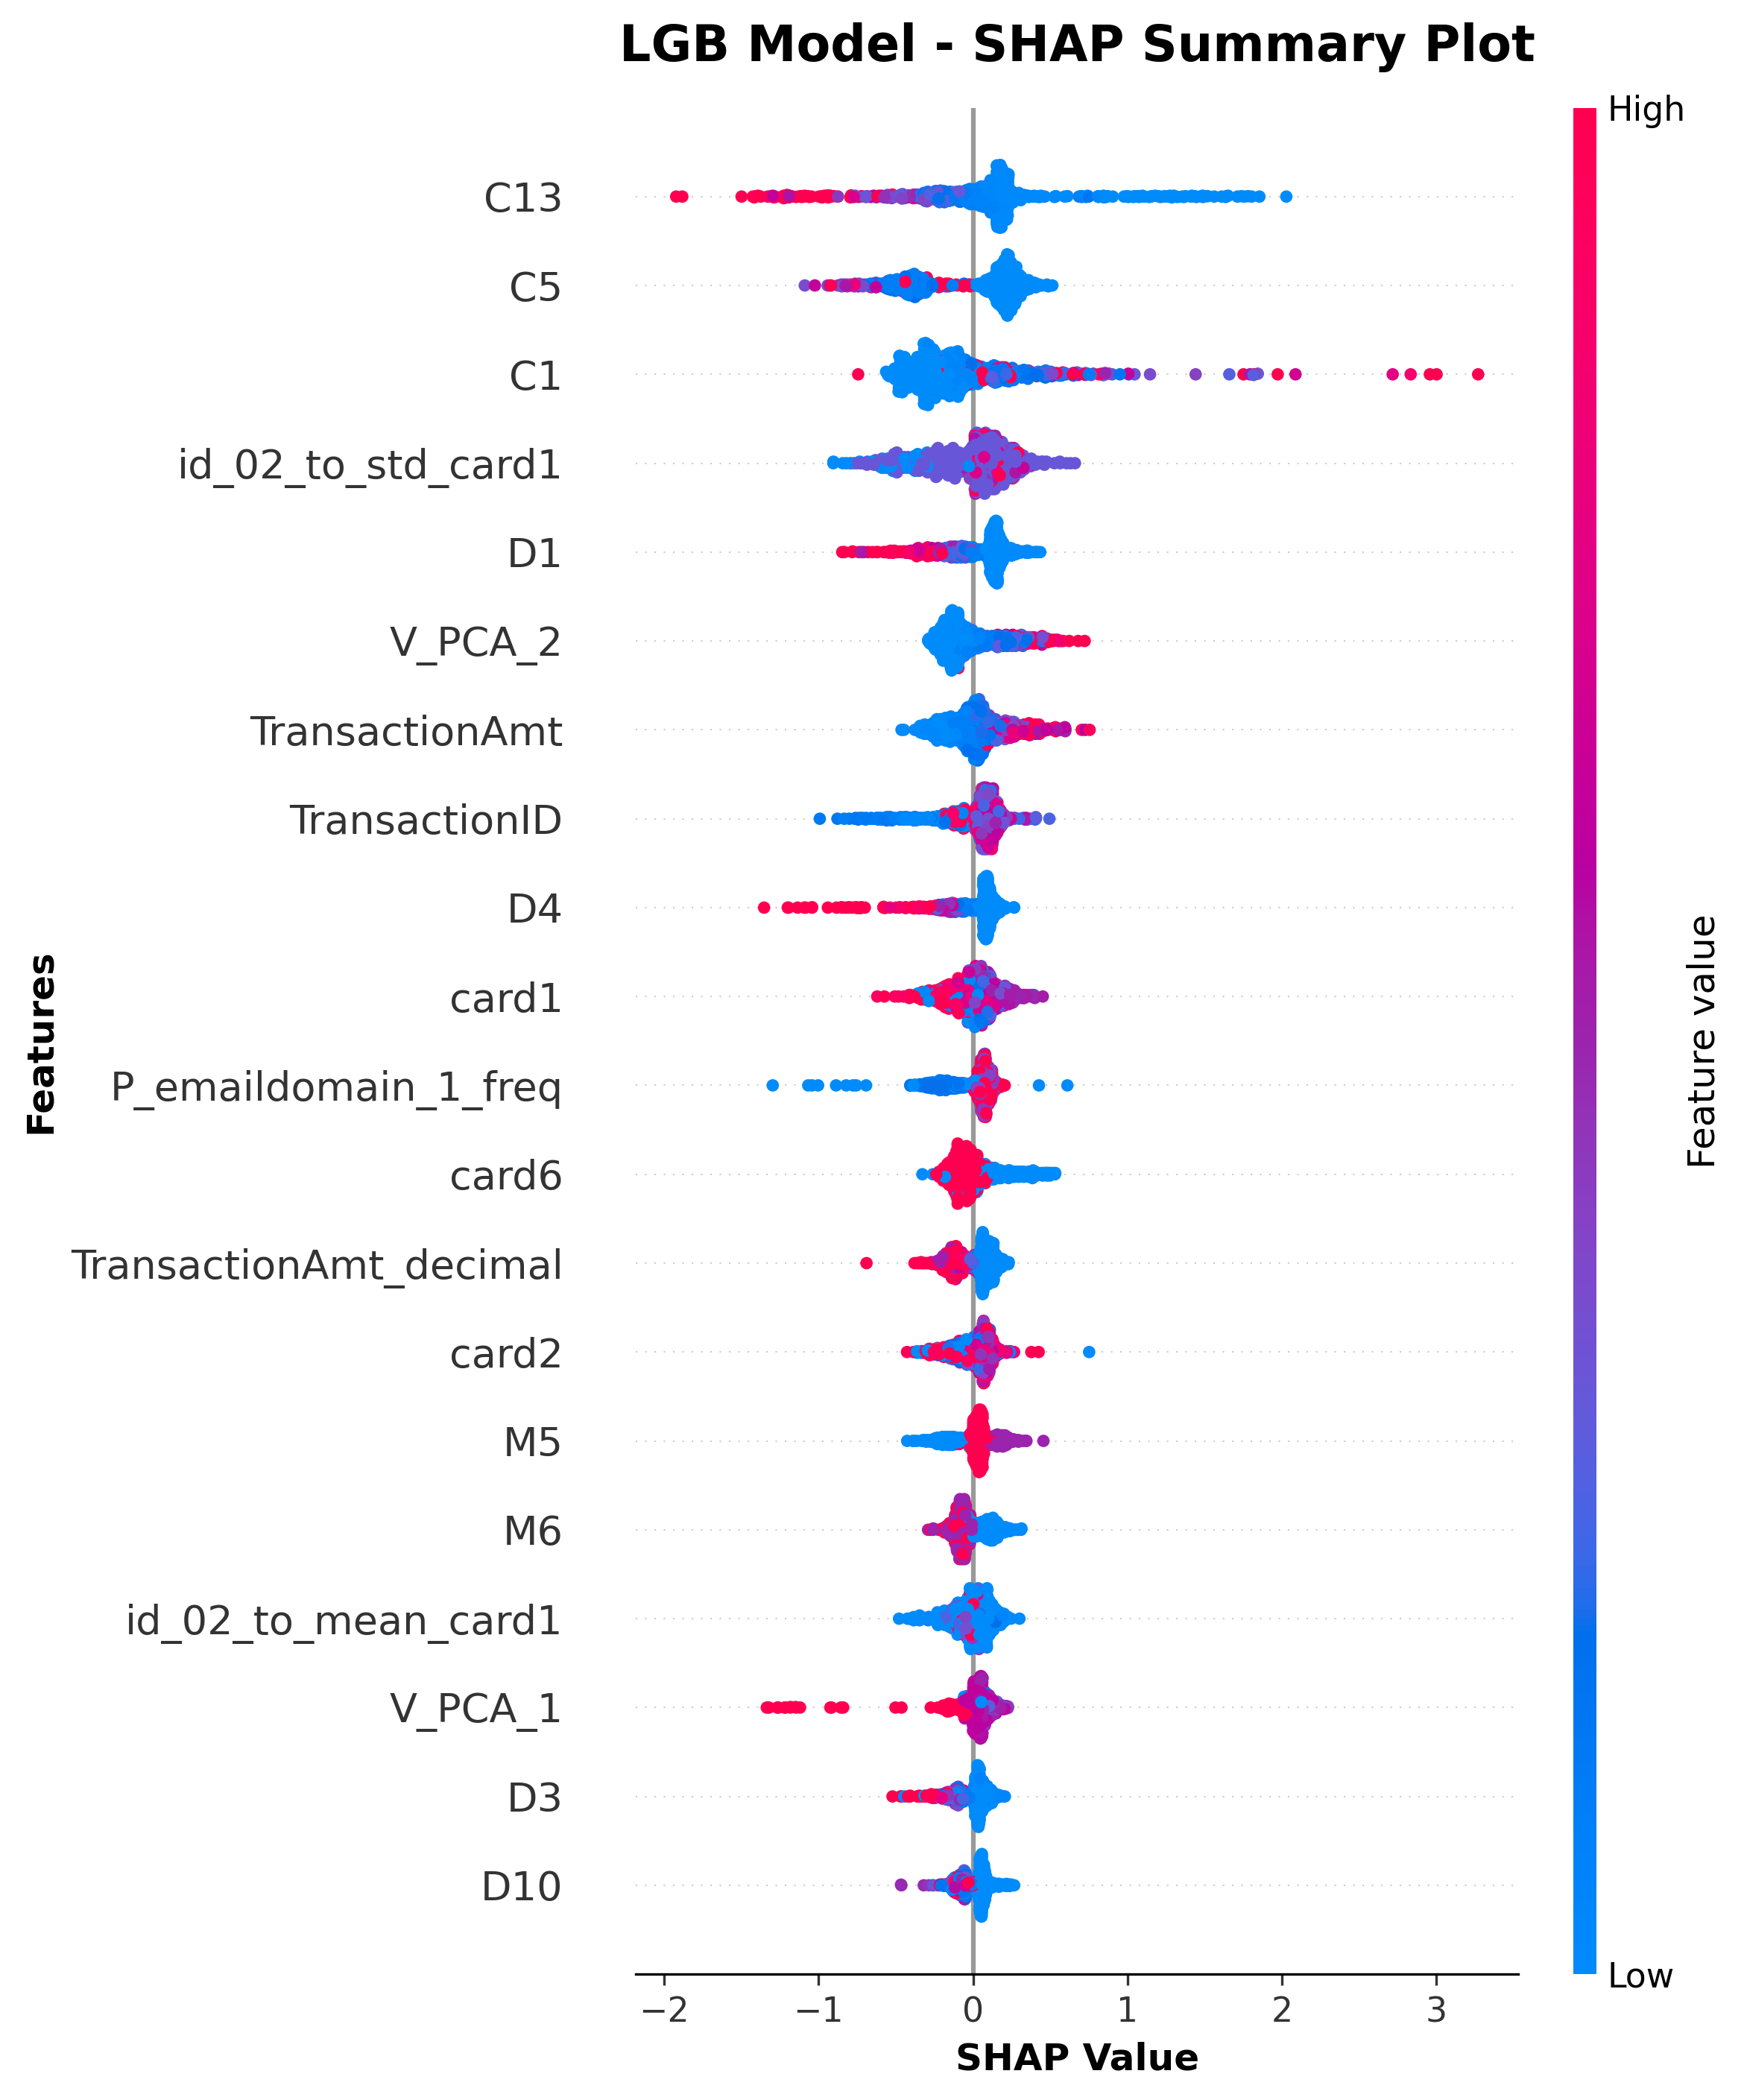 LGB Model - SHAP Summary Plot
High
C13
C5
C1
id_02_to_std_card1
D1
V_PCA_2
TransactionAmt
TransactionID
D4
card1
P_emaildomain_1_freq
card6
TransactionAmt_decimal
card2
M5
M6
id_02_to_mean_card1
V_PCA_1
D3
D10
Features
Feature value
Low
−2 −1 0 1 2 3
SHAP Value